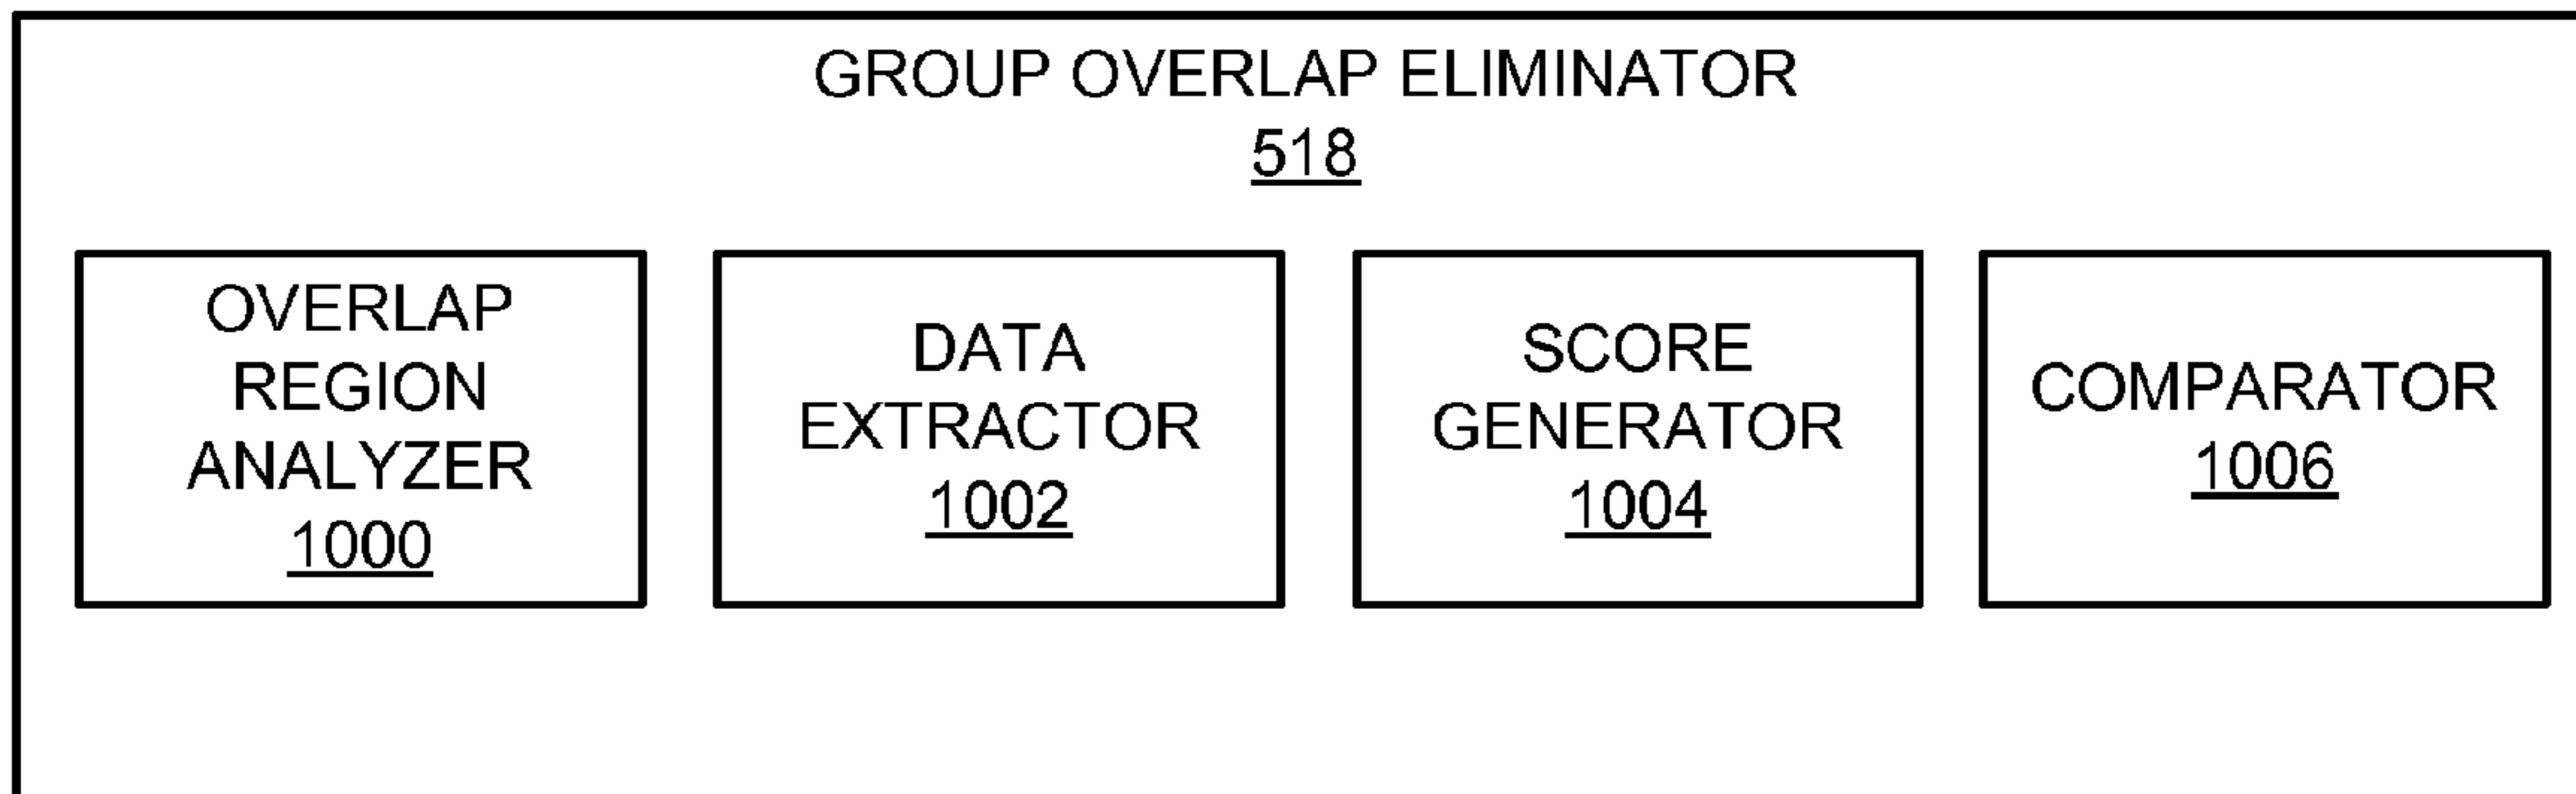 GROUP OVERLAP ELIMINATOR
518
OVERLAP
REGION
ANALYZER
1000
DATA
EXTRACTOR
1002
SCORE
GENERATOR
1004
COMPARATOR
1006